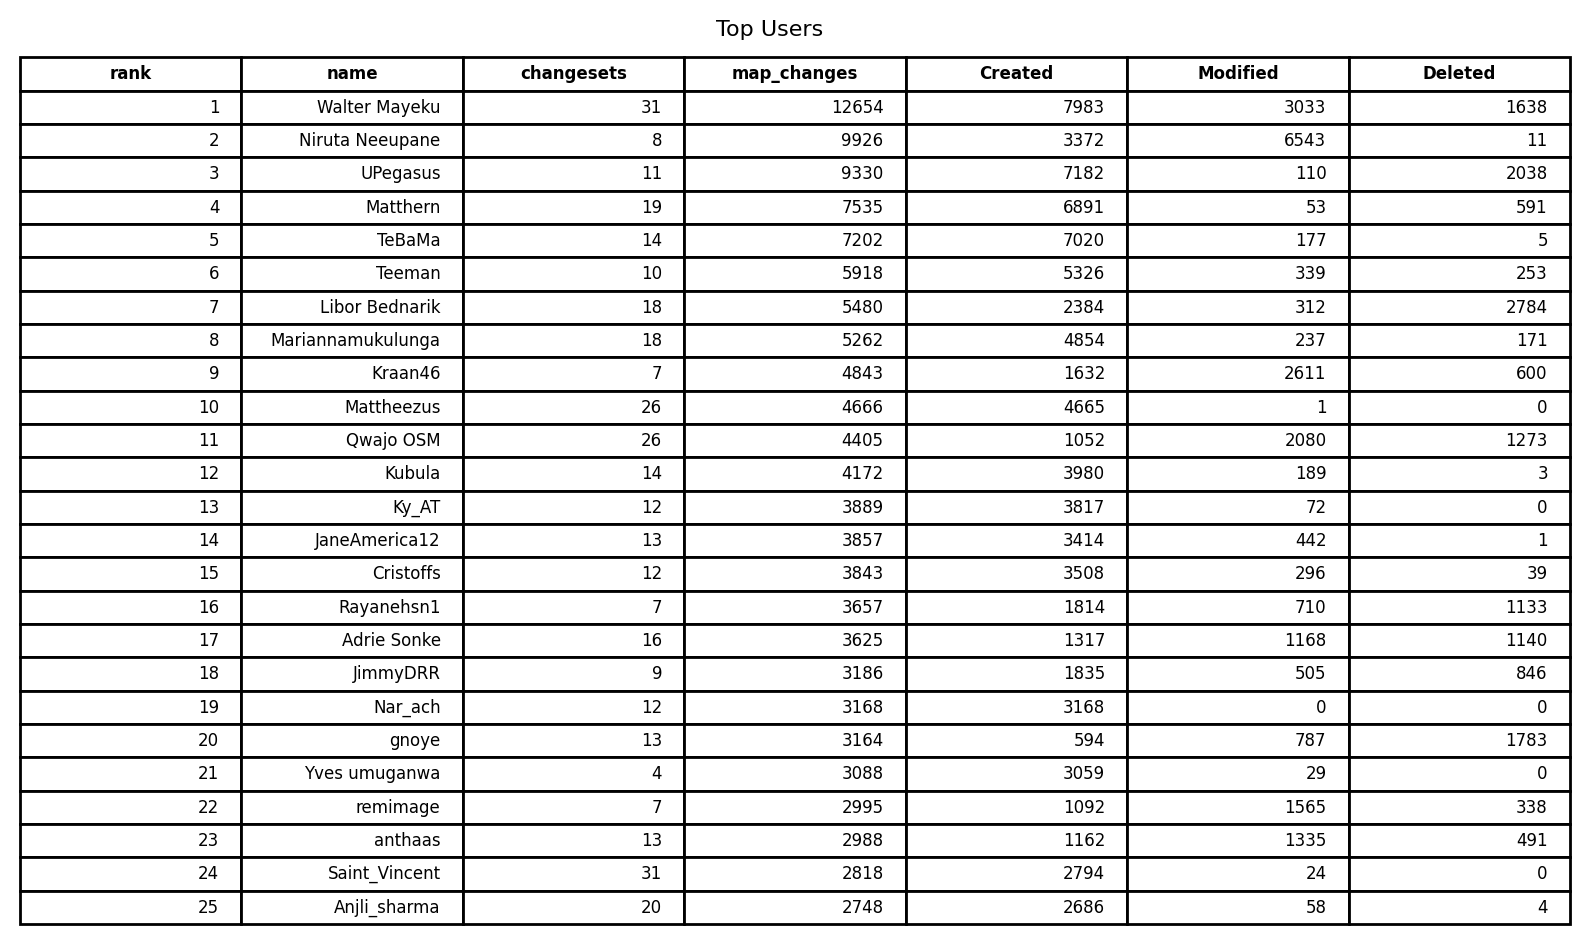 Top Users
rank name changesets map_changes Created Modified Deleted
1 Walter Mayeku 31 12654 7983 3033 1638
2 Niruta Neeupane 8 9926 3372 6543 11
3 UPegasus 11 9330 7182 110 2038
4 Matthern 19 7535 6891 53 591
5 TeBaMa 14 7202 7020 177 5
6 Teeman 10 5918 5326 339 253
7 Libor Bednarik 18 5480 2384 312 2784
8 Mariannamukulunga 18 5262 4854 237 171
9 Kraan46 7 4843 1632 2611 600
10 Mattheezus 26 4666 4665 1 0
11 Qwajo OSM 26 4405 1052 2080 1273
12 Kubula 14 4172 3980 189 3
13 Ky_AT 12 3889 3817 72 0
14 JaneAmerica12 13 3857 3414 442 1
15 Cristoffs 12 3843 3508 296 39
16 Rayanehsn1 7 3657 1814 710 1133
17 Adrie Sonke 16 3625 1317 1168 1140
18 JimmyDRR 9 3186 1835 505 846
19 Nar_ach 12 3168 3168 0 0
20 gnoye 13 3164 594 787 1783
21 Yves umuganwa 4 3088 3059 29 0
22 remimage 7 2995 1092 1565 338
23 anthaas 13 2988 1162 1335 491
24 Saint_Vincent 31 2818 2794 24 0
25 Anjli_sharma 20 2748 2686 58 4